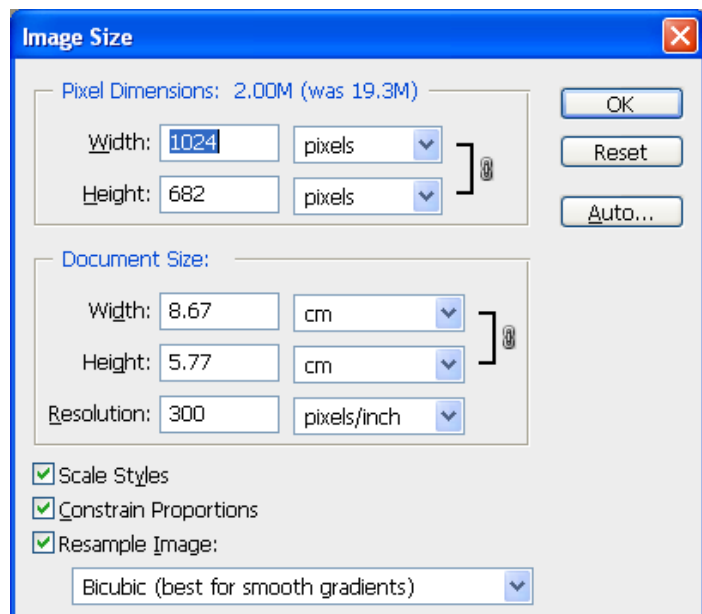 Image Size
Pixel Dimensions: 2.00M (was 19.3M)
OK
Width: 1024 pixels
Reset
Height: 682 pixels
Auto...
Document Size:
Width: 8.67 cm
Height: 5.77 cm
Resolution: 300 pixels/inch
Scale Styles
Constrain Proportions
Resample Image:
Bicubic (best for smooth gradients)